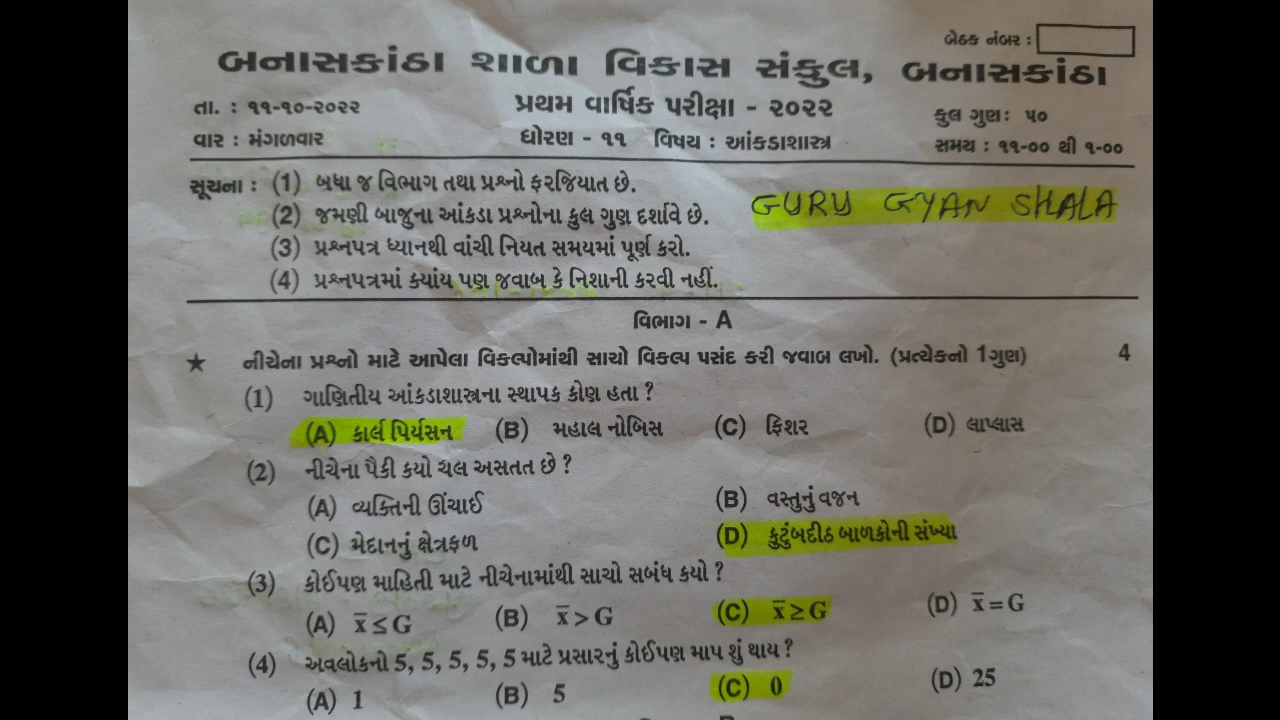 બેઠક નંબર :
બનાસકાંઠા શાળા વિકાસ સંકુલ, બનાસકાંઠા
તા. : ૧૧-૧૦-૨૦૨૨ પ્રથમ વાર્ષિક પરીક્ષા - ૨૦૨૨ કુલ ગુણ: ૫૦
વાર : મંગળવાર ધોરણ - ૧૧ વિષય : આંકડાશાસ્ત્ર સમય : ૧૧-૦૦ થી ૧-૦૦
સૂચના : (1) બધા જ વિભાગ તથા પ્રશ્નો ફરજિયાત છે.
(2) જમણી બાજુના આંકડા પ્રશ્નોના કુલ ગુણ દર્શાવે છે. GURU GYAN SHALA
(3) પ્રશ્નપત્ર ધ્યાનથી વાંચી નિયત સમયમાં પૂર્ણ કરો.
(4) પ્રશ્નપત્રમાં ક્યાંય પણ જવાબ કે નિશાની કરવી નહીં.
વિભાગ - A
★ નીચેના પ્રશ્નો માટે આપેલા વિકલ્પોમાંથી સાચો વિકલ્પ પસંદ કરી જવાબ લખો. (પ્રત્યેકનો 1ગુણ) 4
(1) ગાણિતીય આંકડાશાસ્ત્રના સ્થાપક કોણ હતા ?
(A) કાર્લ પિર્યસન (B) મહાલ નોબિસ (C) ફિશર (D) લાપ્લાસ
(2) નીચેના પૈકી કયો ચલ અસતત છે ?
(A) વ્યક્તિની ઊંચાઈ (B) વસ્તુનું વજન
(C) મેદાનનું ક્ષેત્રફળ (D) કુટુંબદીઠ બાળકોની સંખ્યા
(3) કોઈપણ માહિતી માટે નીચેનામાંથી સાચો સબંધ કયો ?
(A) x̅ ≤ G (B) x̅ > G (C) x̅ ≥ G (D) x̅ = G
(4) અવલોકનો 5, 5, 5, 5, 5 માટે પ્રસારનું કોઈપણ માપ શું થાય ?
(A) 1 (B) 5 (C) 0 (D) 25